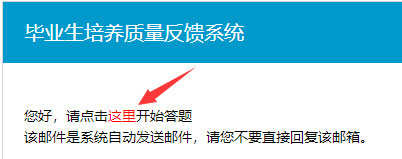 毕业生培养质量反馈系统
您好，请点击这里开始答题
该邮件是系统自动发送邮件，请您不要直接回复该邮箱。